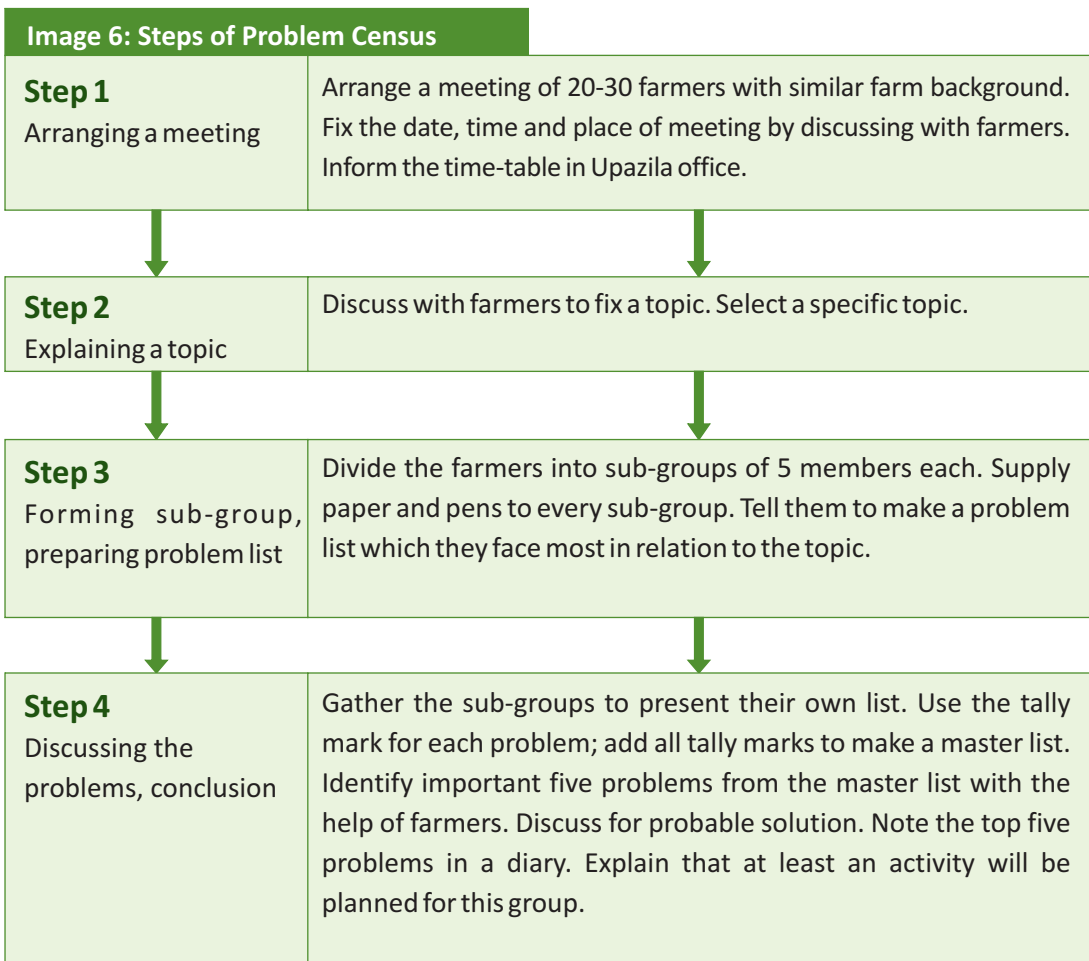 Image 6: Steps of Problem Census
Step 1
Arranging a meeting
Arrange a meeting of 20-30 farmers with similar farm background.
Fix the date, time and place of meeting by discussing with farmers.
Inform the time-table in Upazila office.
Step 2
Explaining a topic
Discuss with farmers to fix a topic. Select a specific topic.
Step 3
Forming sub-group,
preparing problem list
Divide the farmers into sub-groups of 5 members each. Supply
paper and pens to every sub-group. Tell them to make a problem
list which they face most in relation to the topic.
Step 4
Discussing the
problems, conclusion
Gather the sub-groups to present their own list. Use the tally
mark for each problem; add all tally marks to make a master list.
Identify important five problems from the master list with the
help of farmers. Discuss for probable solution. Note the top five
problems in a diary. Explain that at least an activity will be
planned for this group.